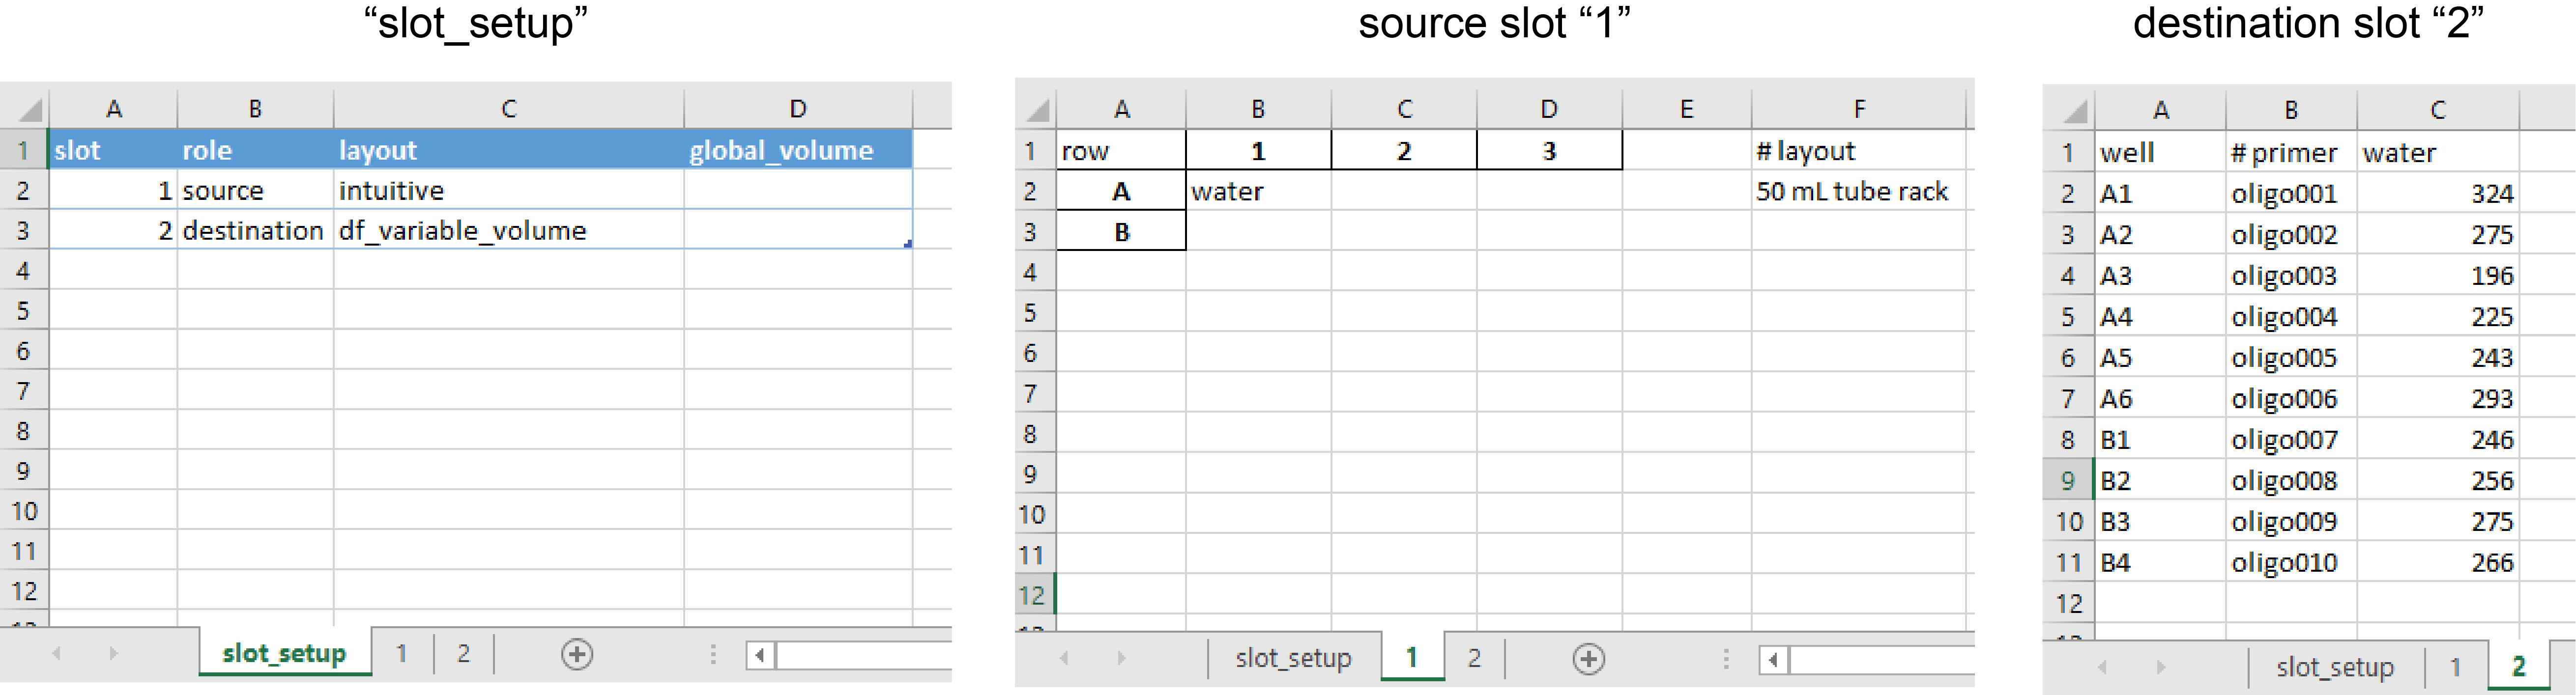 “slot_setup”
A B C D
1 slot role layout global_volume
2 1 source intuitive
3 2 destination df_variable_volume
4
5
6
7
8
9
10
11
12
slot_setup 1 2
source slot “1”
A B C D E F
1 row 1 2 3 # layout
2 A water 50 mL tube rack
3 B
4
5
6
7
8
9
10
11
12
slot_setup 1 2
destination slot “2”
A B C
1 well # primer water
2 A1 oligo001 324
3 A2 oligo002 275
4 A3 oligo003 196
5 A4 oligo004 225
6 A5 oligo005 243
7 A6 oligo006 293
8 B1 oligo007 246
9 B2 oligo008 256
10 B3 oligo009 275
11 B4 oligo010 266
12
slot_setup 1 2